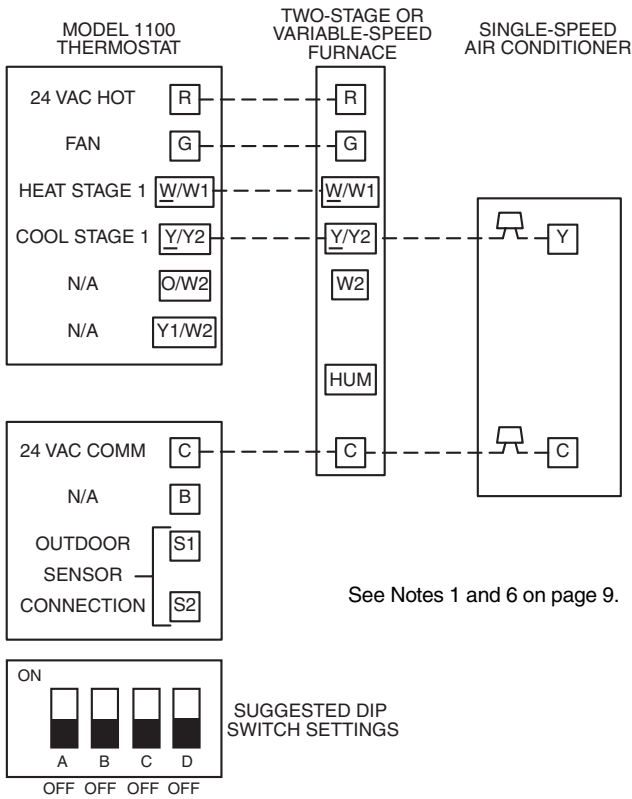 MODEL 1100
THERMOSTAT
TWO-STAGE OR
VARIABLE-SPEED
FURNACE
SINGLE-SPEED
AIR CONDITIONER
24 VAC HOT R R
FAN G G
HEAT STAGE 1 W/W1 W/W1
COOL STAGE 1 Y/Y2 Y/Y2 Y
N/A O/W2 W2
N/A Y1/W2
HUM
24 VAC COMM C C C
N/A B
OUTDOOR S1
SENSOR
CONNECTION S2
See Notes 1 and 6 on page 9.
ON
A B C D
OFF OFF OFF OFF
SUGGESTED DIP
SWITCH SETTINGS